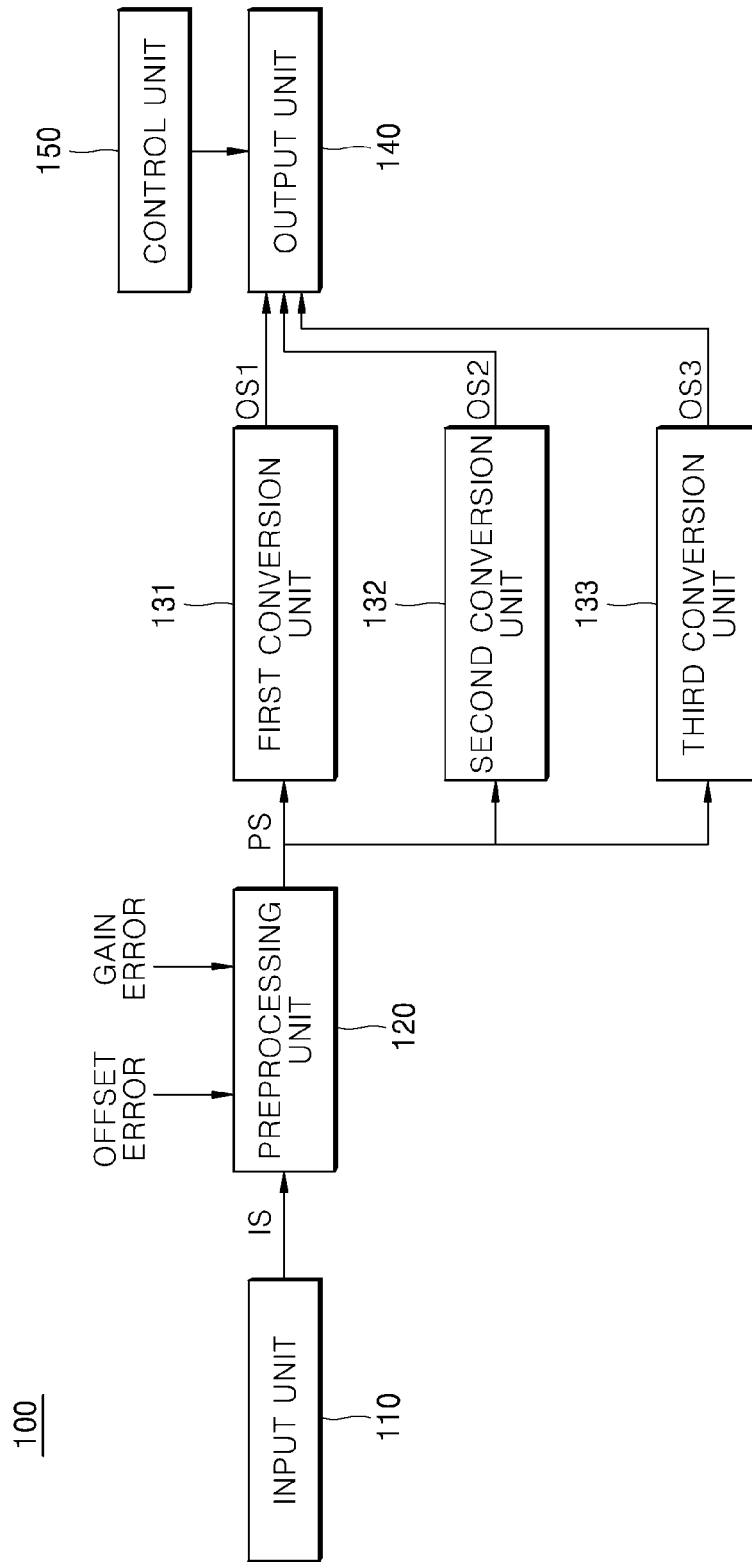 100
INPUT UNIT
110
IS
OFFSET
ERROR
GAIN
ERROR
PREPROCESSING
UNIT
120
PS
131
FIRST CONVERSION
UNIT
OS1
132
SECOND CONVERSION
UNIT
OS2
133
THIRD CONVERSION
UNIT
OS3
150
CONTROL UNIT
OUTPUT UNIT
140